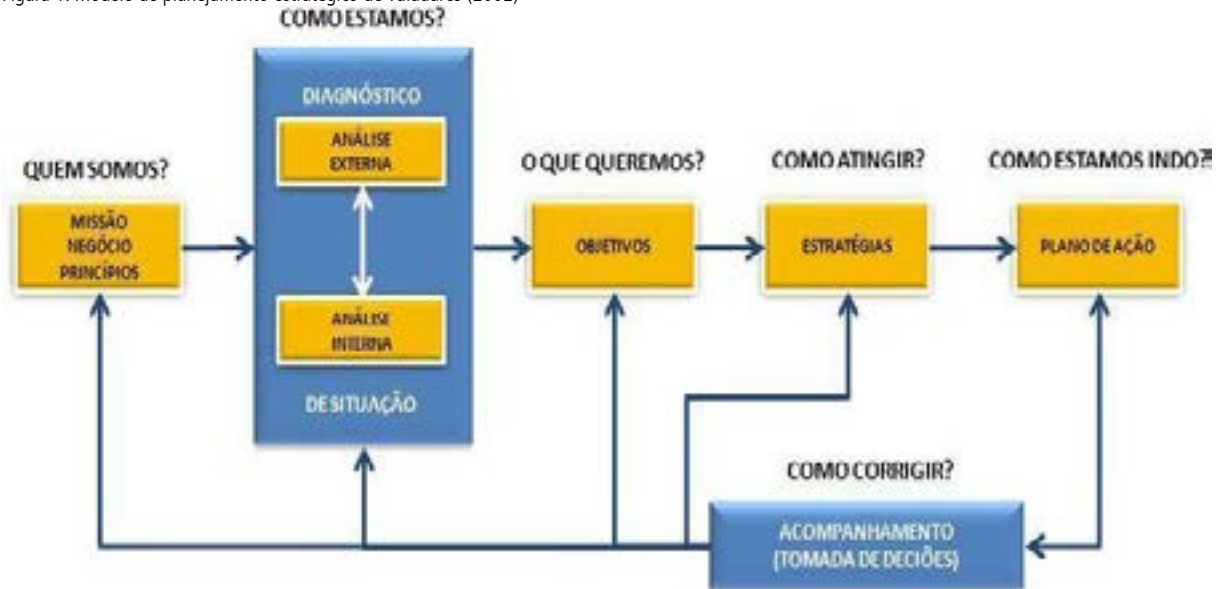 COMO ESTAMOS?
DIAGNÓSTICO
ANÁLISE
EXTERNA
ANÁLISE
INTERNA
DE SITUAÇÃO
QUEM SOMOS?
MISSÃO
NEGÓCIO
PRINCÍPIOS
O QUE QUEREMOS?
OBJETIVOS
COMO ATINGIR?
ESTRATÉGIAS
COMO ESTAMOS INDO?
PLANO DE AÇÃO
COMO CORRIGIR?
ACOMPANHAMENTO
(TOMADA DE DECIÕES)